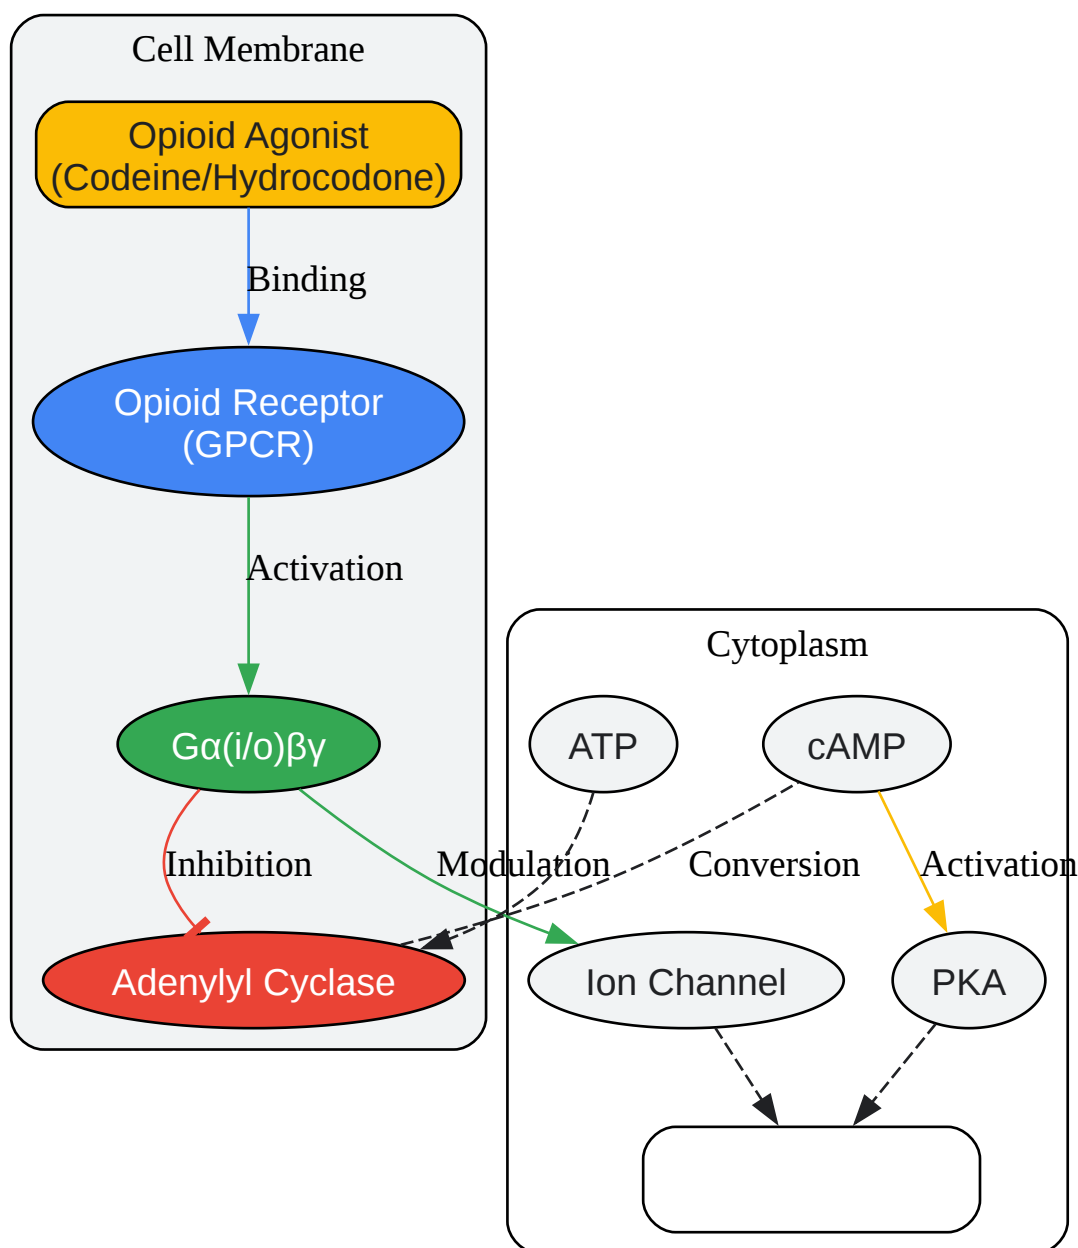 Cell Membrane
Opioid Agonist
(Codeine/Hydrocodone)
Binding
Opioid Receptor
(GPCR)
Activation
Cytoplasm
Gα(i/o)βγ
ATP
cAMP
Inhibition
Modulation
Conversion
Activation
Adenylyl Cyclase
Ion Channel
PKA